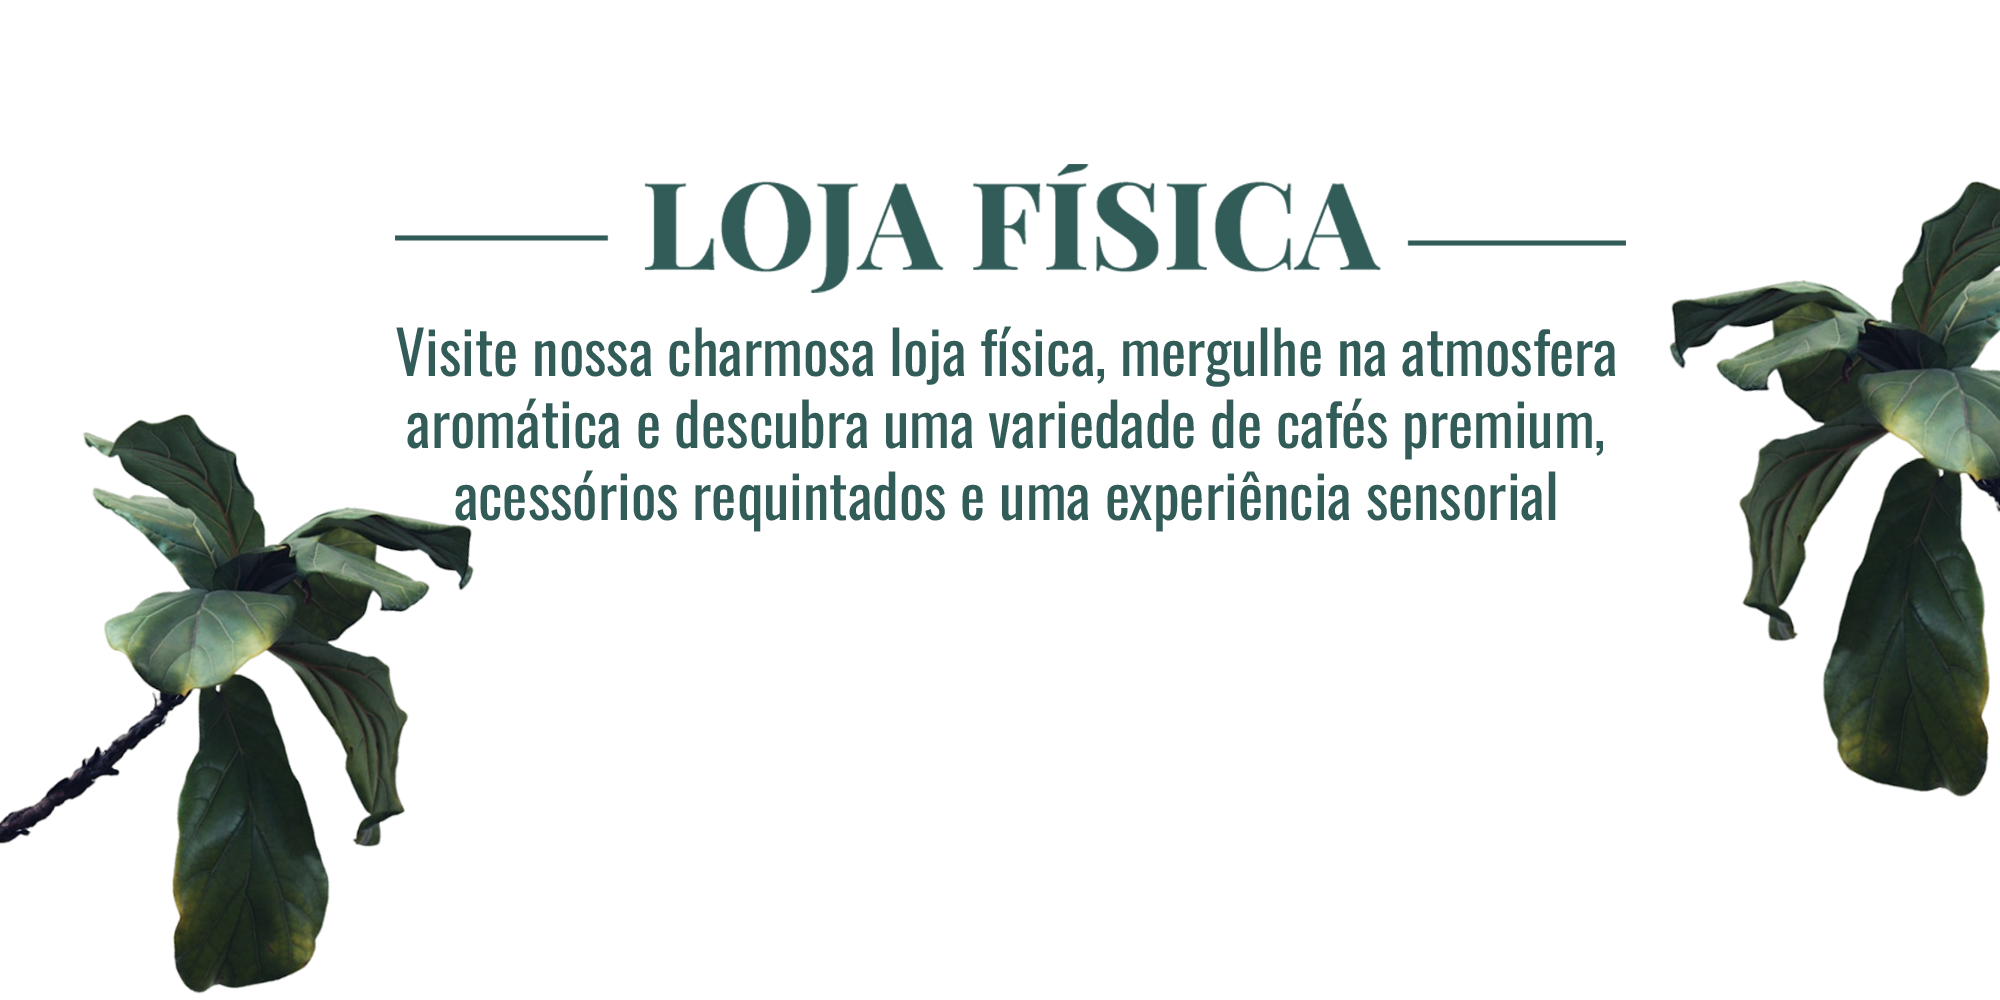 LOJA FÍSICA
Visite nossa charmosa loja física, mergulhe na atmosfera
aromática e descubra uma variedade de cafés premium,
acessórios requintados e uma experiência sensorial